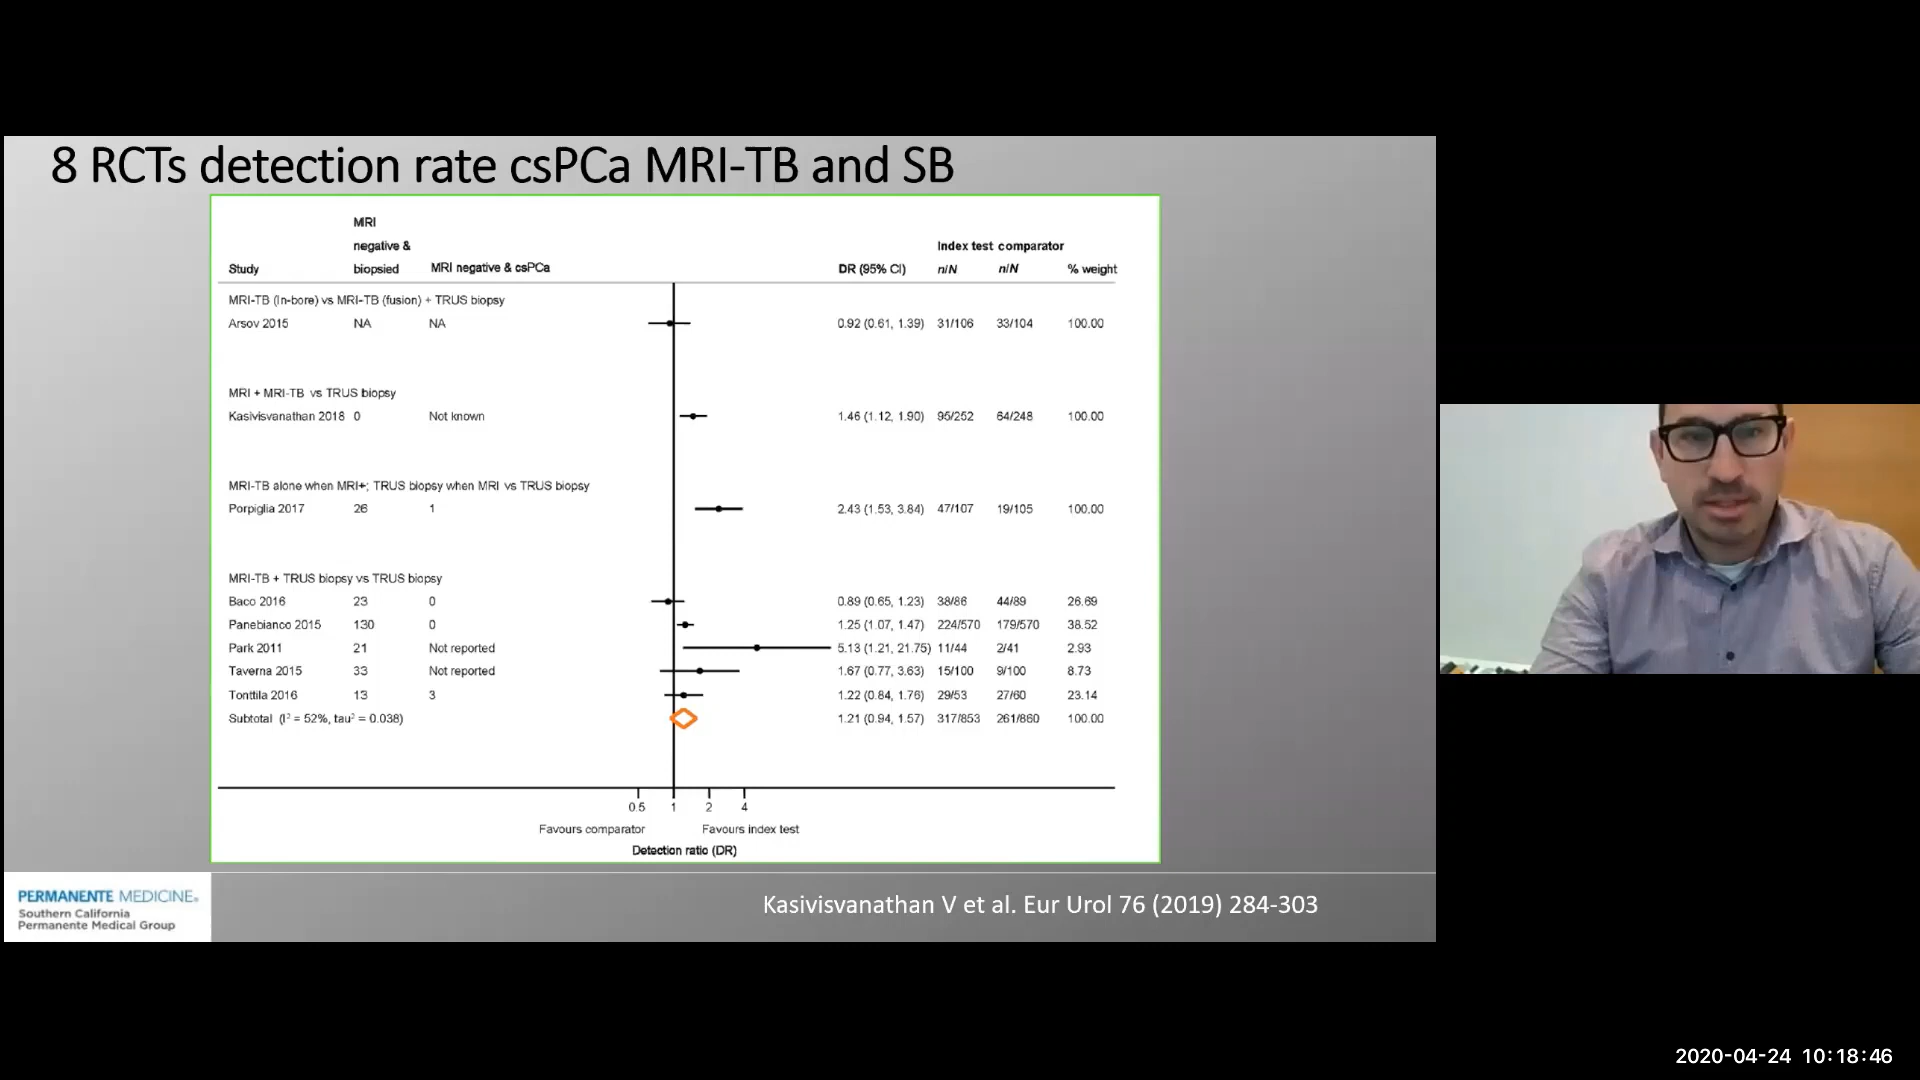 8 RCTs detection rate csPCa MRI-TB and SB
MRI
negative & Index test comparator
Study biopsied MRI negative & csPCa DR (95% CI) n/N n/N % weight
MRI-TB (in-bore) vs MRI-TB (fusion) + TRUS biopsy
Arsov 2015 NA NA 0.92 (0.61, 1.39) 31/106 33/104 100.00
MRI + MRI-TB vs TRUS biopsy
Kasivisvanathan 2018 0 Not known 1.46 (1.12, 1.90) 95/252 64/248 100.00
MRI-TB alone when MRI+; TRUS biopsy when MRI vs TRUS biopsy
Porpiglia 2017 26 1 2.43 (1.53, 3.84) 47/107 19/105 100.00
MRI-TB + TRUS biopsy vs TRUS biopsy
Baco 2016 23 0 0.89 (0.65, 1.23) 38/86 44/89 26.69
Panebianco 2015 130 0 1.25 (1.07, 1.47) 224/570 179/570 38.52
Park 2011 21 Not reported 5.13 (1.21, 21.75) 11/44 2/41 2.93
Taverna 2015 33 Not reported 1.67 (0.77, 3.63) 15/100 9/100 8.73
Tonttila 2016 13 3 1.22 (0.84, 1.76) 29/53 27/60 23.14
Subtotal (I² = 52%, tau² = 0.038) 1.21 (0.94, 1.57) 317/853 261/860 100.00
0.5 1 2 4
Favours comparator Favours index test
Detection ratio (DR)
PERMANENTE MEDICINE®
Southern California
Permanente Medical Group
Kasivisvanathan V et al. Eur Urol 76 (2019) 284-303
2020-04-24 10:18:46